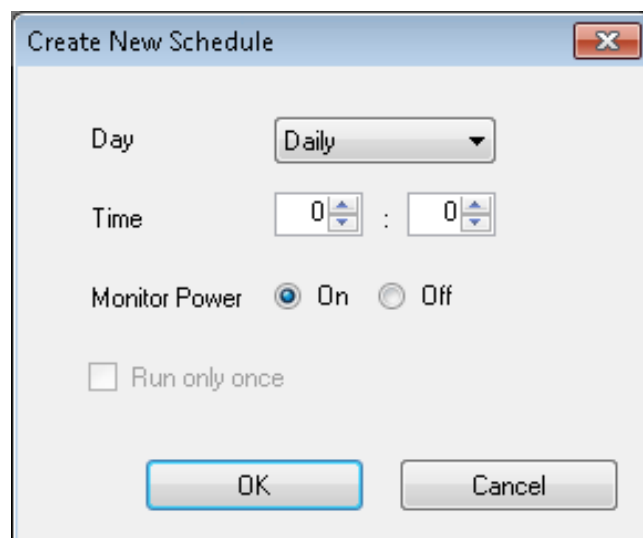 Create New Schedule
Day Daily
Time 0 : 0
Monitor Power On Off
Run only once
OK Cancel